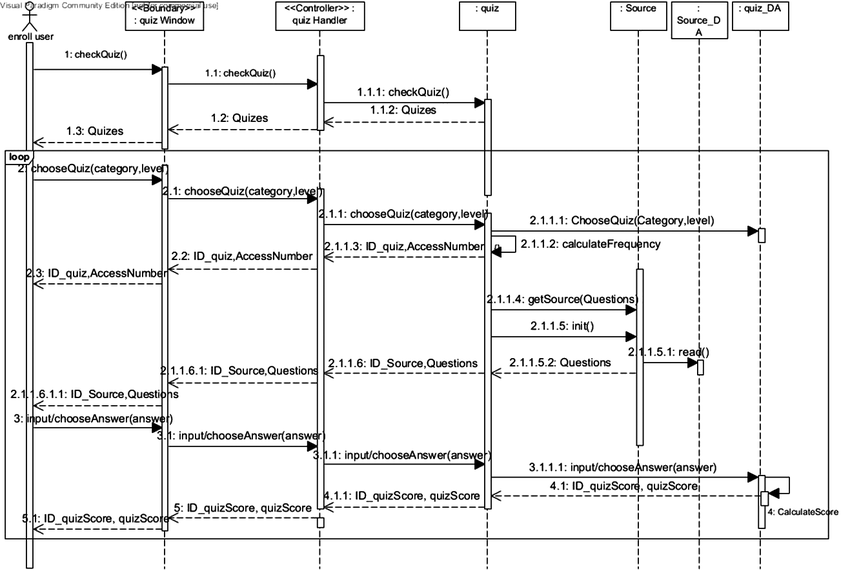 Visual Paradigm Community Edition [not for commercial use]
enroll user
<<Boundary>>
: quiz Window
<<Controller>> :
quiz Handler
: quiz
: Source
:
Source_D
A
: quiz_DA
1: checkQuiz()
1.1: checkQuiz()
1.1.1: checkQuiz()
1.1.2: Quizes
1.2: Quizes
1.3: Quizes
loop
2: chooseQuiz(category,level)
2.1: chooseQuiz(category,level)
2.1.1: chooseQuiz(category,level)
2.1.1.1: ChooseQuiz(Category,level)
2.1.1.2: calculateFrequency
2.1.1.3: ID_quiz,AccessNumber
2.2: ID_quiz,AccessNumber
2.3: ID_quiz,AccessNumber
2.1.1.4: getSource(Questions)
2.1.1.5: init()
2.1.1.5.1: read()
2.1.1.5.2: Questions
2.1.1.6: ID_Source,Questions
2.1.1.6.1: ID_Source,Questions
2.1.1.6.1.1: ID_Source,Questions
3: input/chooseAnswer(answer)
3.1: input/chooseAnswer(answer)
3.1.1: input/chooseAnswer(answer)
3.1.1.1: input/chooseAnswer(answer)
4.1: ID_quizScore, quizScore
4.1.1: ID_quizScore, quizScore
4: CalculateScore
5: ID_quizScore, quizScore
5.1: ID_quizScore, quizScore